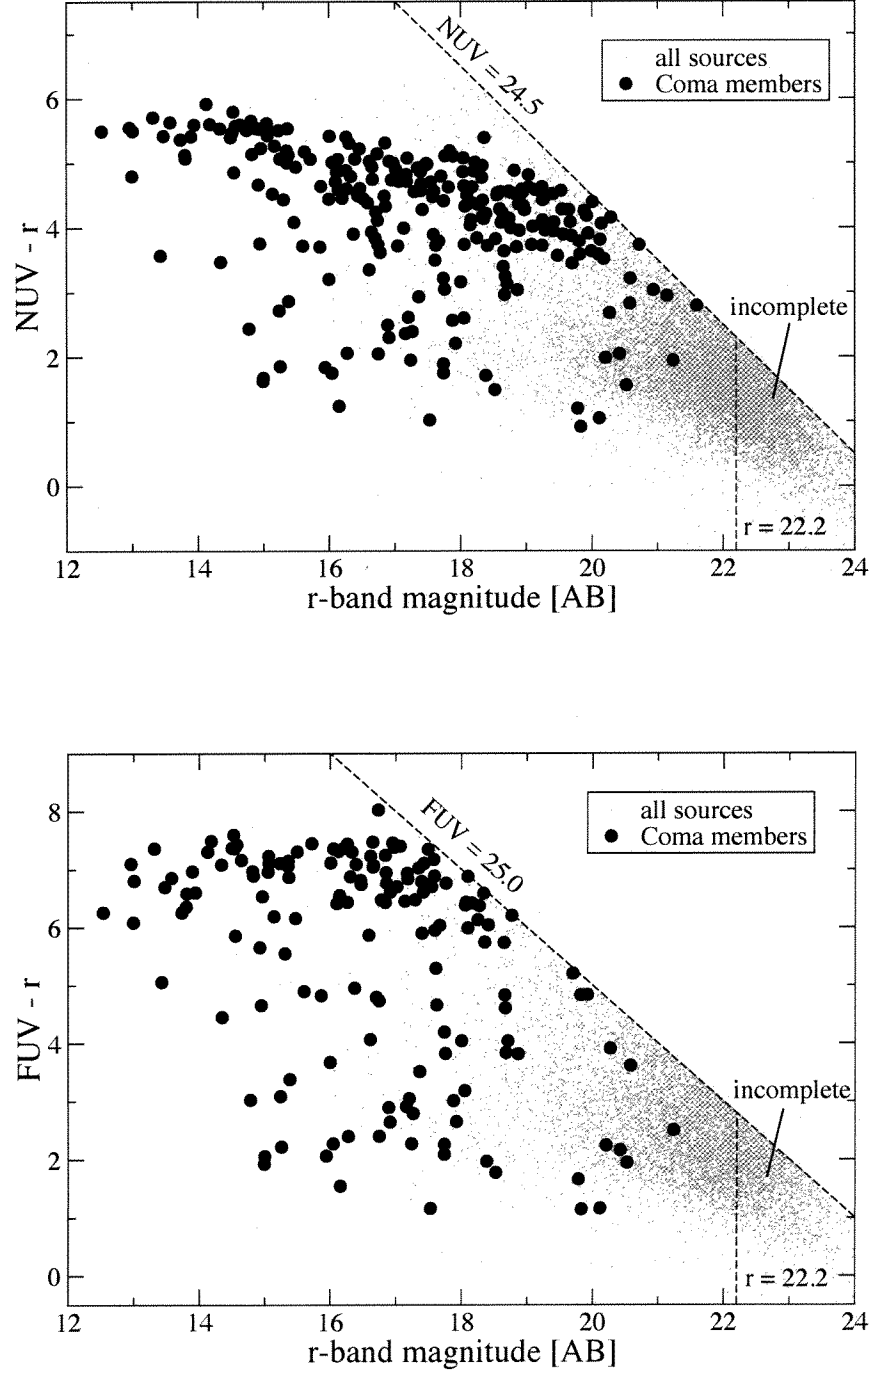 NUV = 24.5
all sources
Coma members
6
4
2
0
NUV - r
incomplete
r = 22.2
12 14 16 18 20 22 24
r-band magnitude [AB]
FUV = 25.0
all sources
Coma members
8
6
4
2
0
FUV - r
incomplete
r = 22.2
12 14 16 18 20 22 24
r-band magnitude [AB]